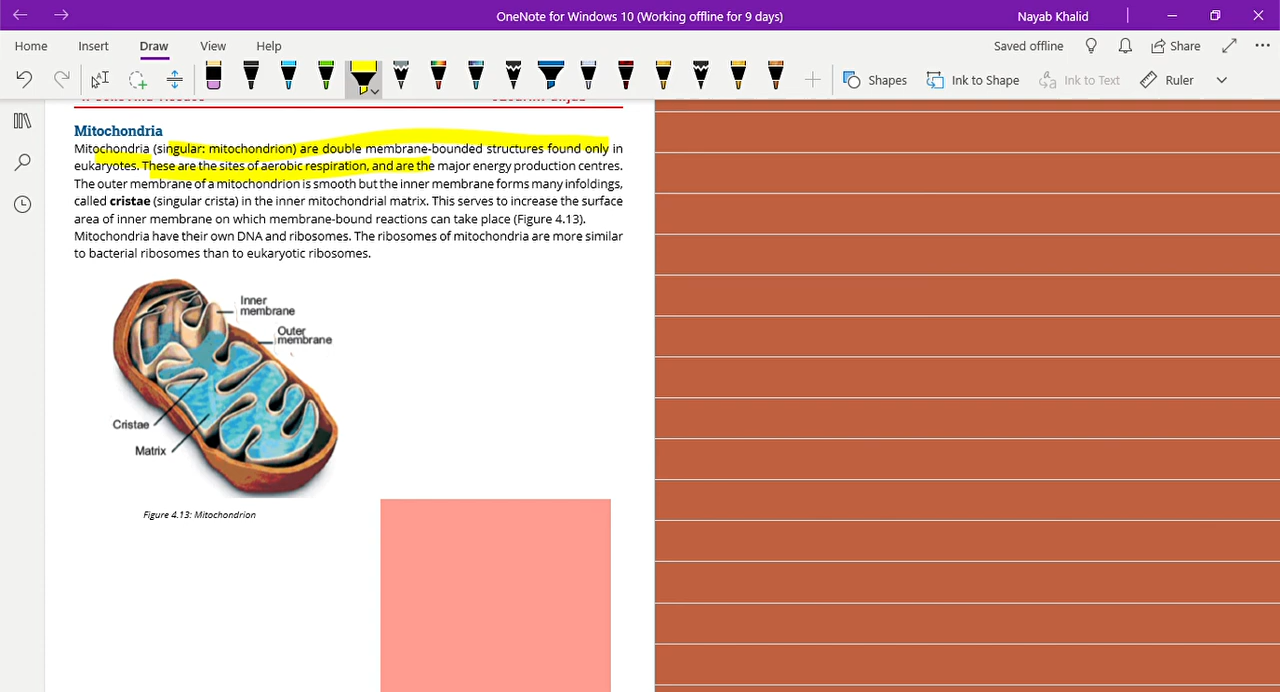 OneNote for Windows 10 (Working offline for 9 days)
Nayab Khalid
Home Insert Draw View Help
Saved offline
Share
Shapes
Ink to Shape
Ink to Text
Ruler
Mitochondria
Mitochondria (singular: mitochondrion) are double membrane-bounded structures found only in
eukaryotes. These are the sites of aerobic respiration, and are the major energy production centres.
The outer membrane of a mitochondrion is smooth but the inner membrane forms many infoldings,
called cristae (singular crista) in the inner mitochondrial matrix. This serves to increase the surface
area of inner membrane on which membrane-bound reactions can take place (Figure 4.13).
Mitochondria have their own DNA and ribosomes. The ribosomes of mitochondria are more similar
to bacterial ribosomes than to eukaryotic ribosomes.
Inner
membrane
Outer
membrane
Cristae
Matrix
Figure 4.13: Mitochondrion